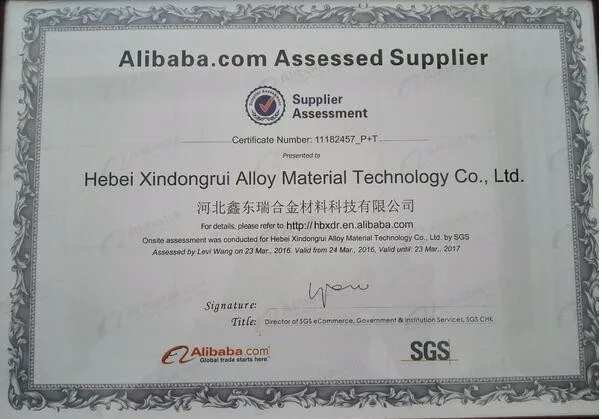 Alibaba.com Assessed Supplier
Supplier Assessment
Supplier
Assessment
Certificate Number: 11182457_P+T
Presented to
Hebei Xindongrui Alloy Material Technology Co., Ltd.
河北鑫东瑞合金材料科技有限公司
For details, please refer to http://hbxdr.en.alibaba.com
Onsite assessment was conducted for Hebei Xindongrui Alloy Material Technology Co., Ltd. by SGS
Assessed by Levi Wang on 23 Mar., 2016. Valid from 24 Mar., 2016, Valid until: 23 Mar., 2017
Signature:
Title: Director of SGS eCommerce, Government & Institution Services, SGS CHK
Alibaba.com®
Global trade starts here.™
SGS